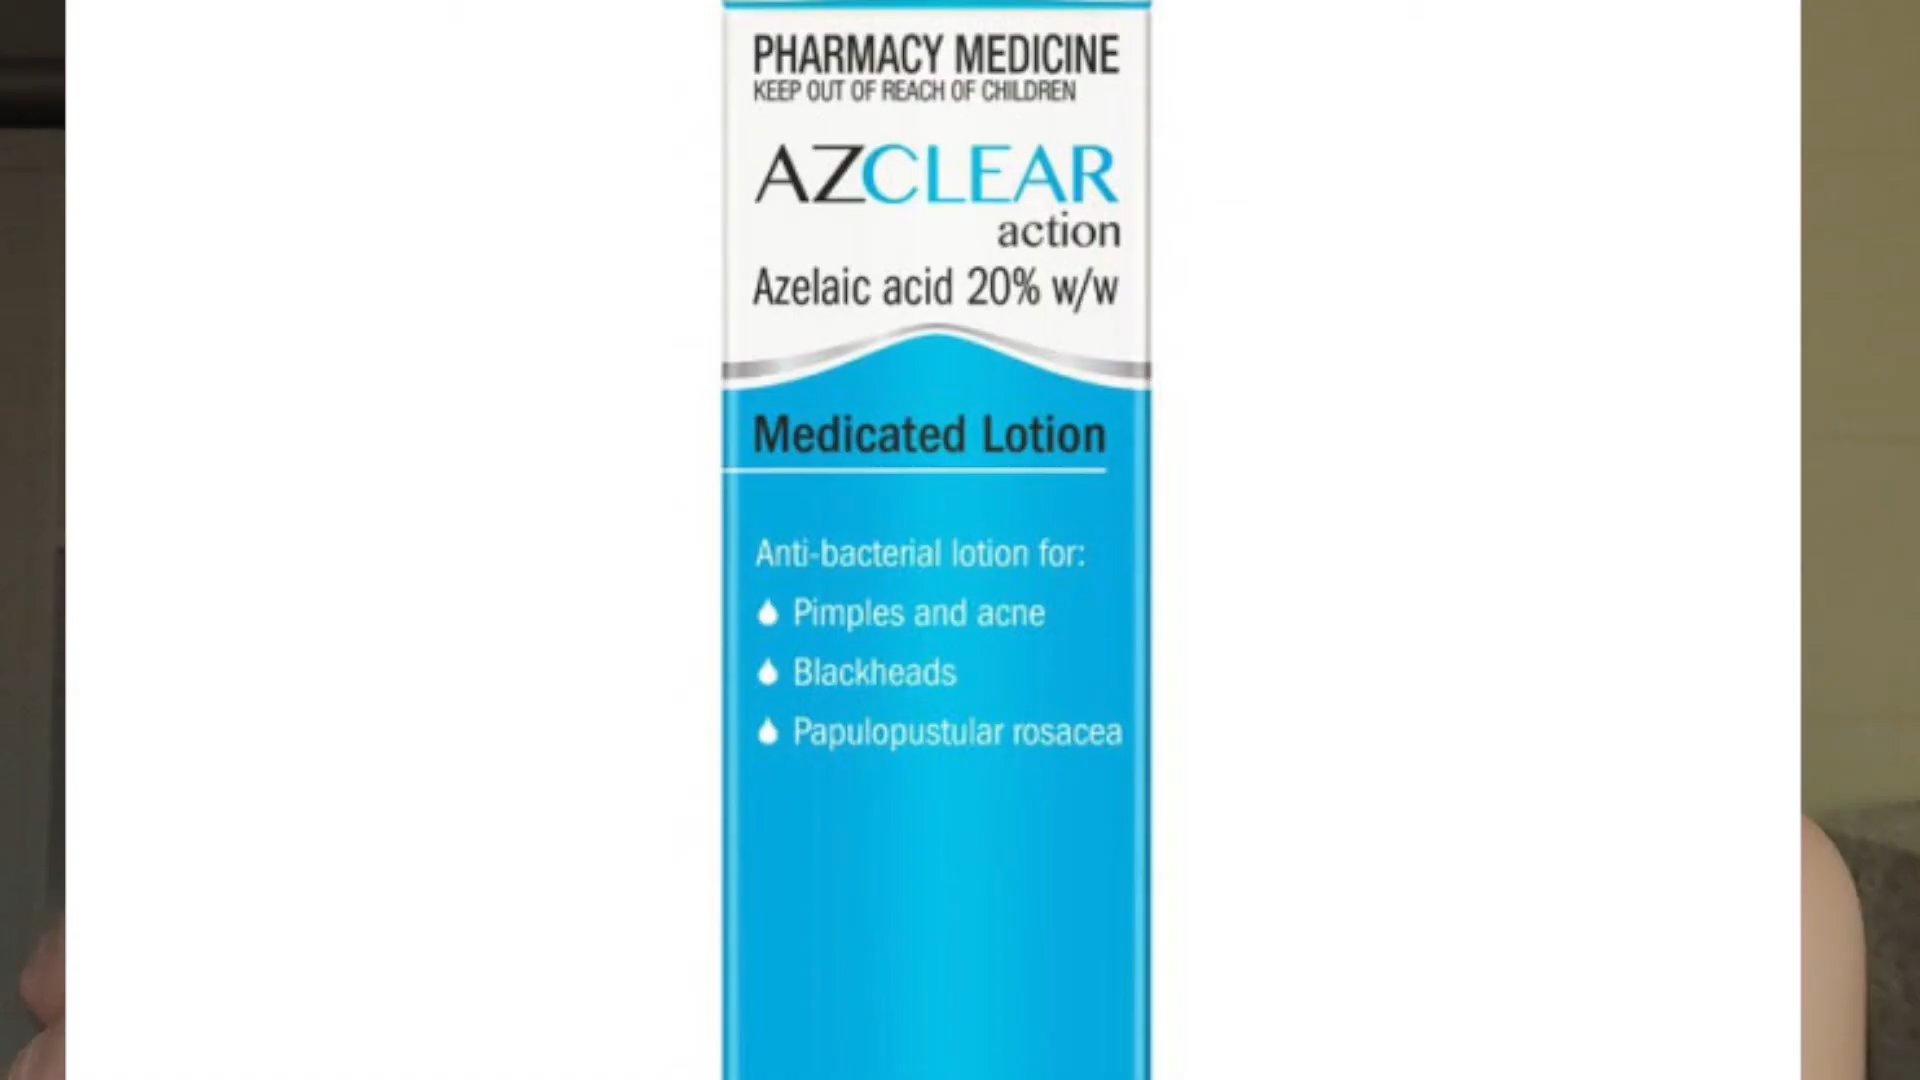 PHARMACY MEDICINE
KEEP OUT OF REACH OF CHILDREN
AZCLEAR
action
Azelaic acid 20% w/w
Medicated Lotion
Anti-bacterial lotion for:
Pimples and acne
Blackheads
Papulopustular rosacea